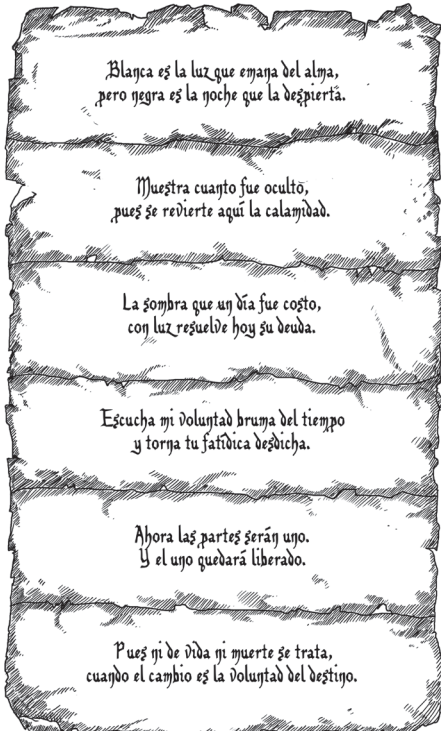 Blanca es la luz que emana del alma,
pero negra es la noche que la despierta.
Muestra cuanto fue oculto,
pues se revierte aquí la calamidad.
La sombra que un día fue costo,
con luz resuelve hoy su deuda.
Escucha mi voluntad bruma del tiempo
y torna tu fatídica desdicha.
Ahora las partes serán uno.
Y el uno quedará liberado.
Pues ni de vida ni muerte se trata,
cuando el cambio es la voluntad del destino.